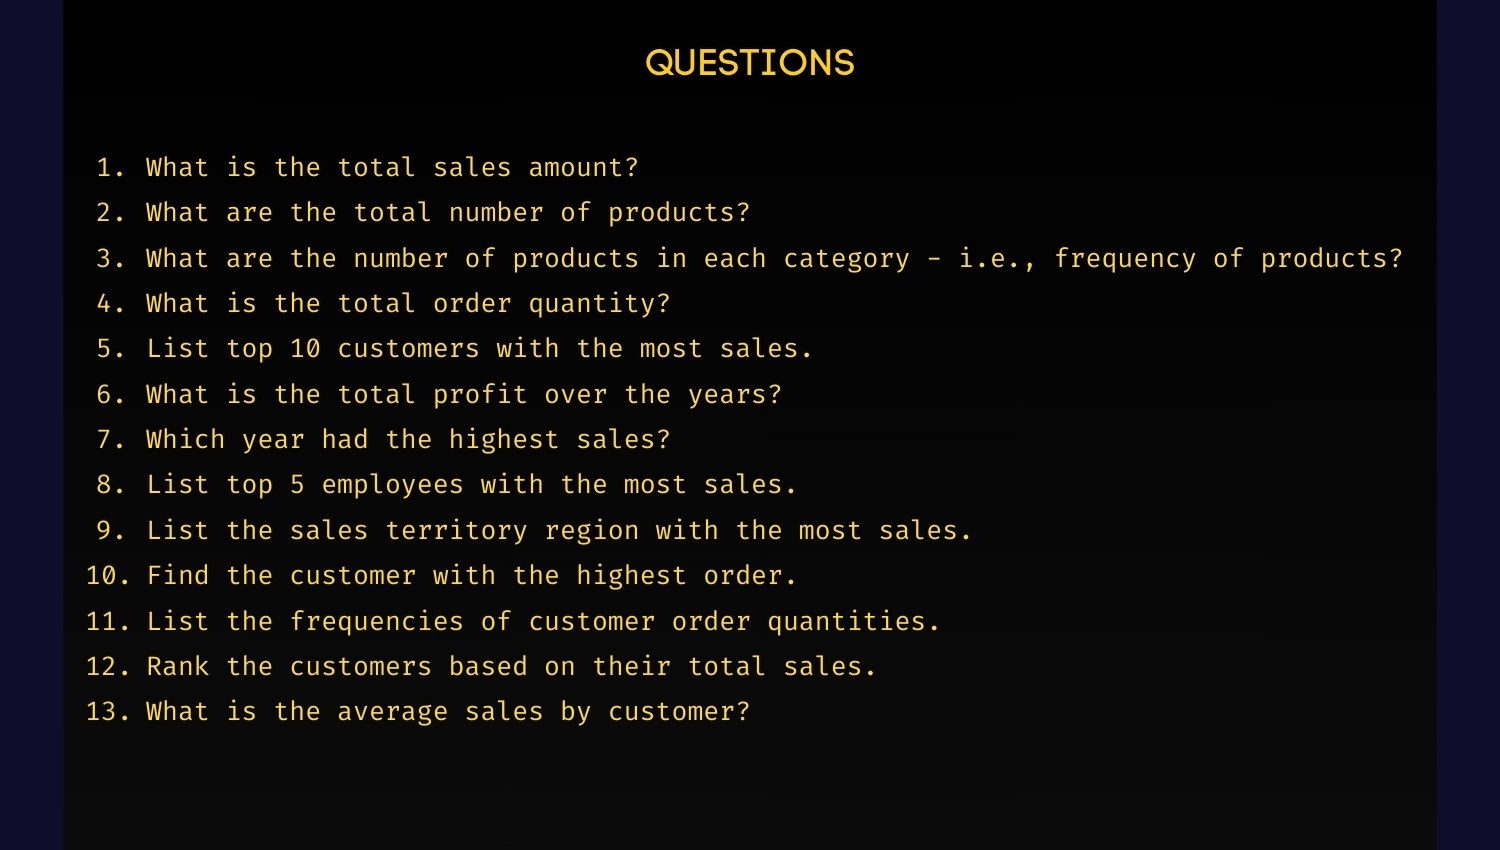 QUESTIONS
1. What is the total sales amount?
2. What are the total number of products?
3. What are the number of products in each category - i.e., frequency of products?
4. What is the total order quantity?
5. List top 10 customers with the most sales.
6. What is the total profit over the years?
7. Which year had the highest sales?
8. List top 5 employees with the most sales.
9. List the sales territory region with the most sales.
10. Find the customer with the highest order.
11. List the frequencies of customer order quantities.
12. Rank the customers based on their total sales.
13. What is the average sales by customer?